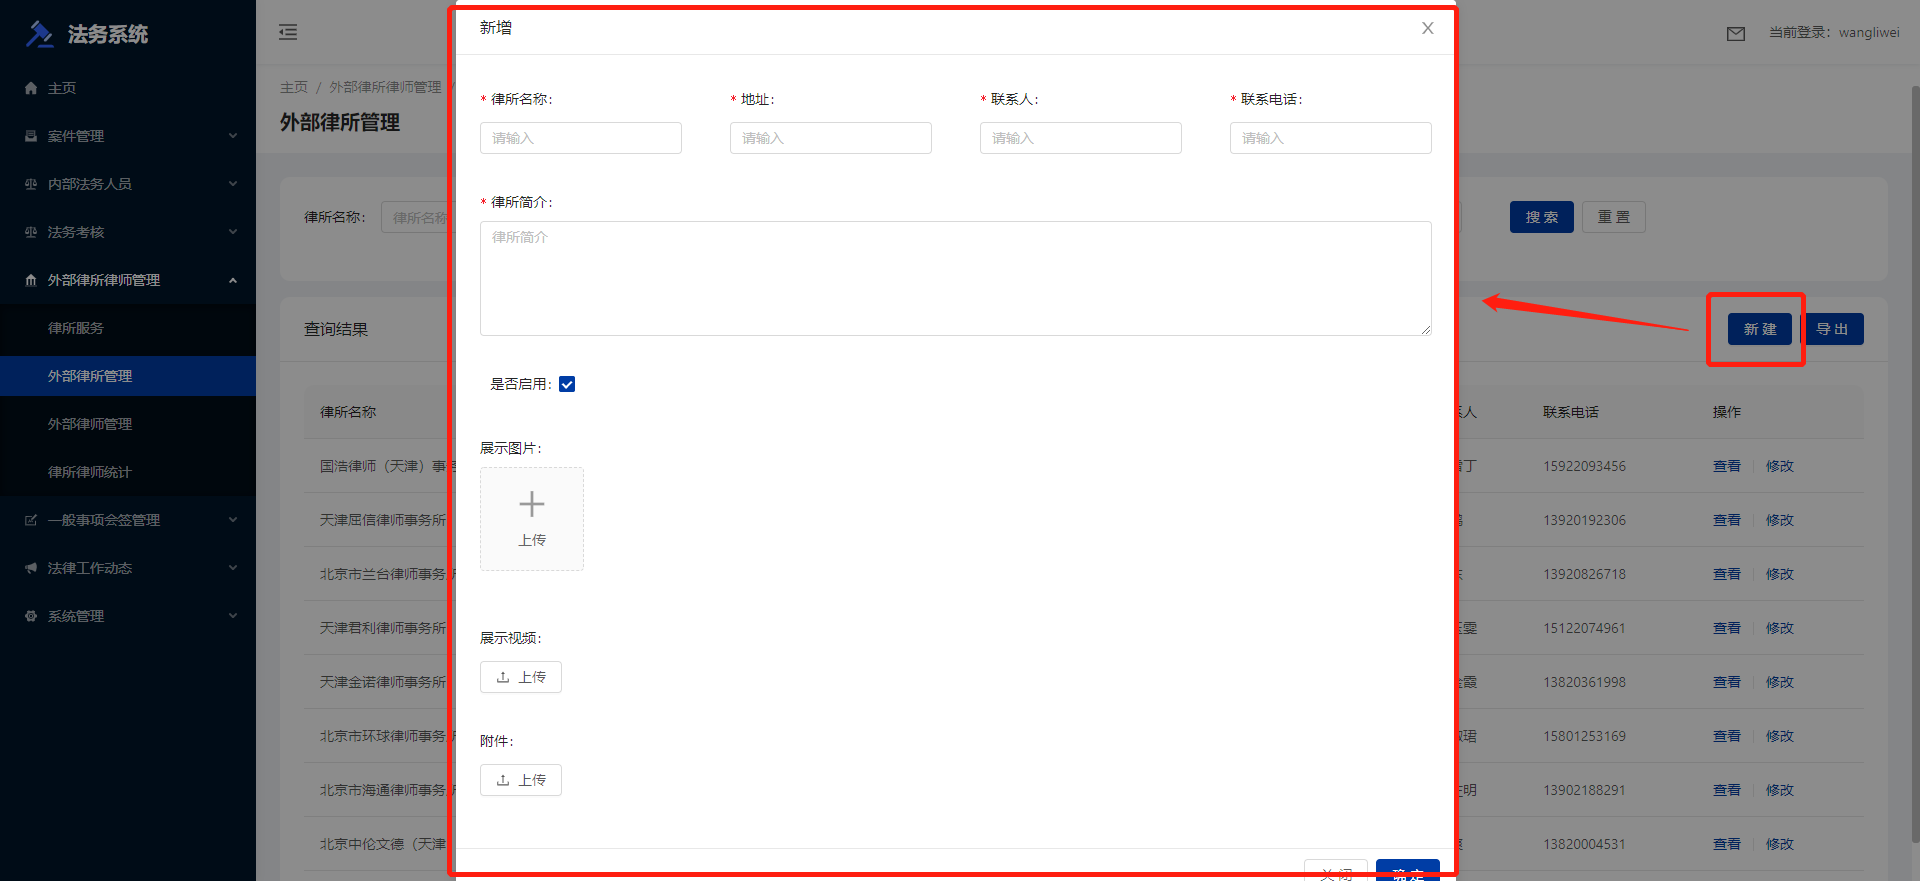 法务系统
当前登录：wangliwei
主页
案件管理
内部法务人员
法务考核
外部律所律师管理
律所服务
外部律所管理
外部律师管理
律所律师统计
一般事项会签管理
法律工作动态
系统管理
主页 / 外部律所律师管理 /
外部律所管理
律所名称： 律所名称
搜 索 重 置
查询结果
新 建 导 出
律所名称 系人 联系电话 操作
国浩律师（天津）事务 丁 15922093456 查看 修改
天津屈信律师事务所 13920192306 查看 修改
北京市兰台律师事务所 13920826718 查看 修改
天津君利律师事务所 雯 15122074961 查看 修改
天津金诺律师事务所 金霞 13820361998 查看 修改
北京市环球律师事务所 珺 15801253169 查看 修改
北京市海通律师事务所 明 13902188291 查看 修改
北京中伦文德（天津 13820004531 查看 修改
新增 X
* 律所名称：
请输入
* 地址：
请输入
* 联系人：
请输入
* 联系电话：
请输入
* 律所简介：
律所简介
是否启用：
展示图片：
上传
展示视频：
上传
附件：
上传
关 闭 确 定